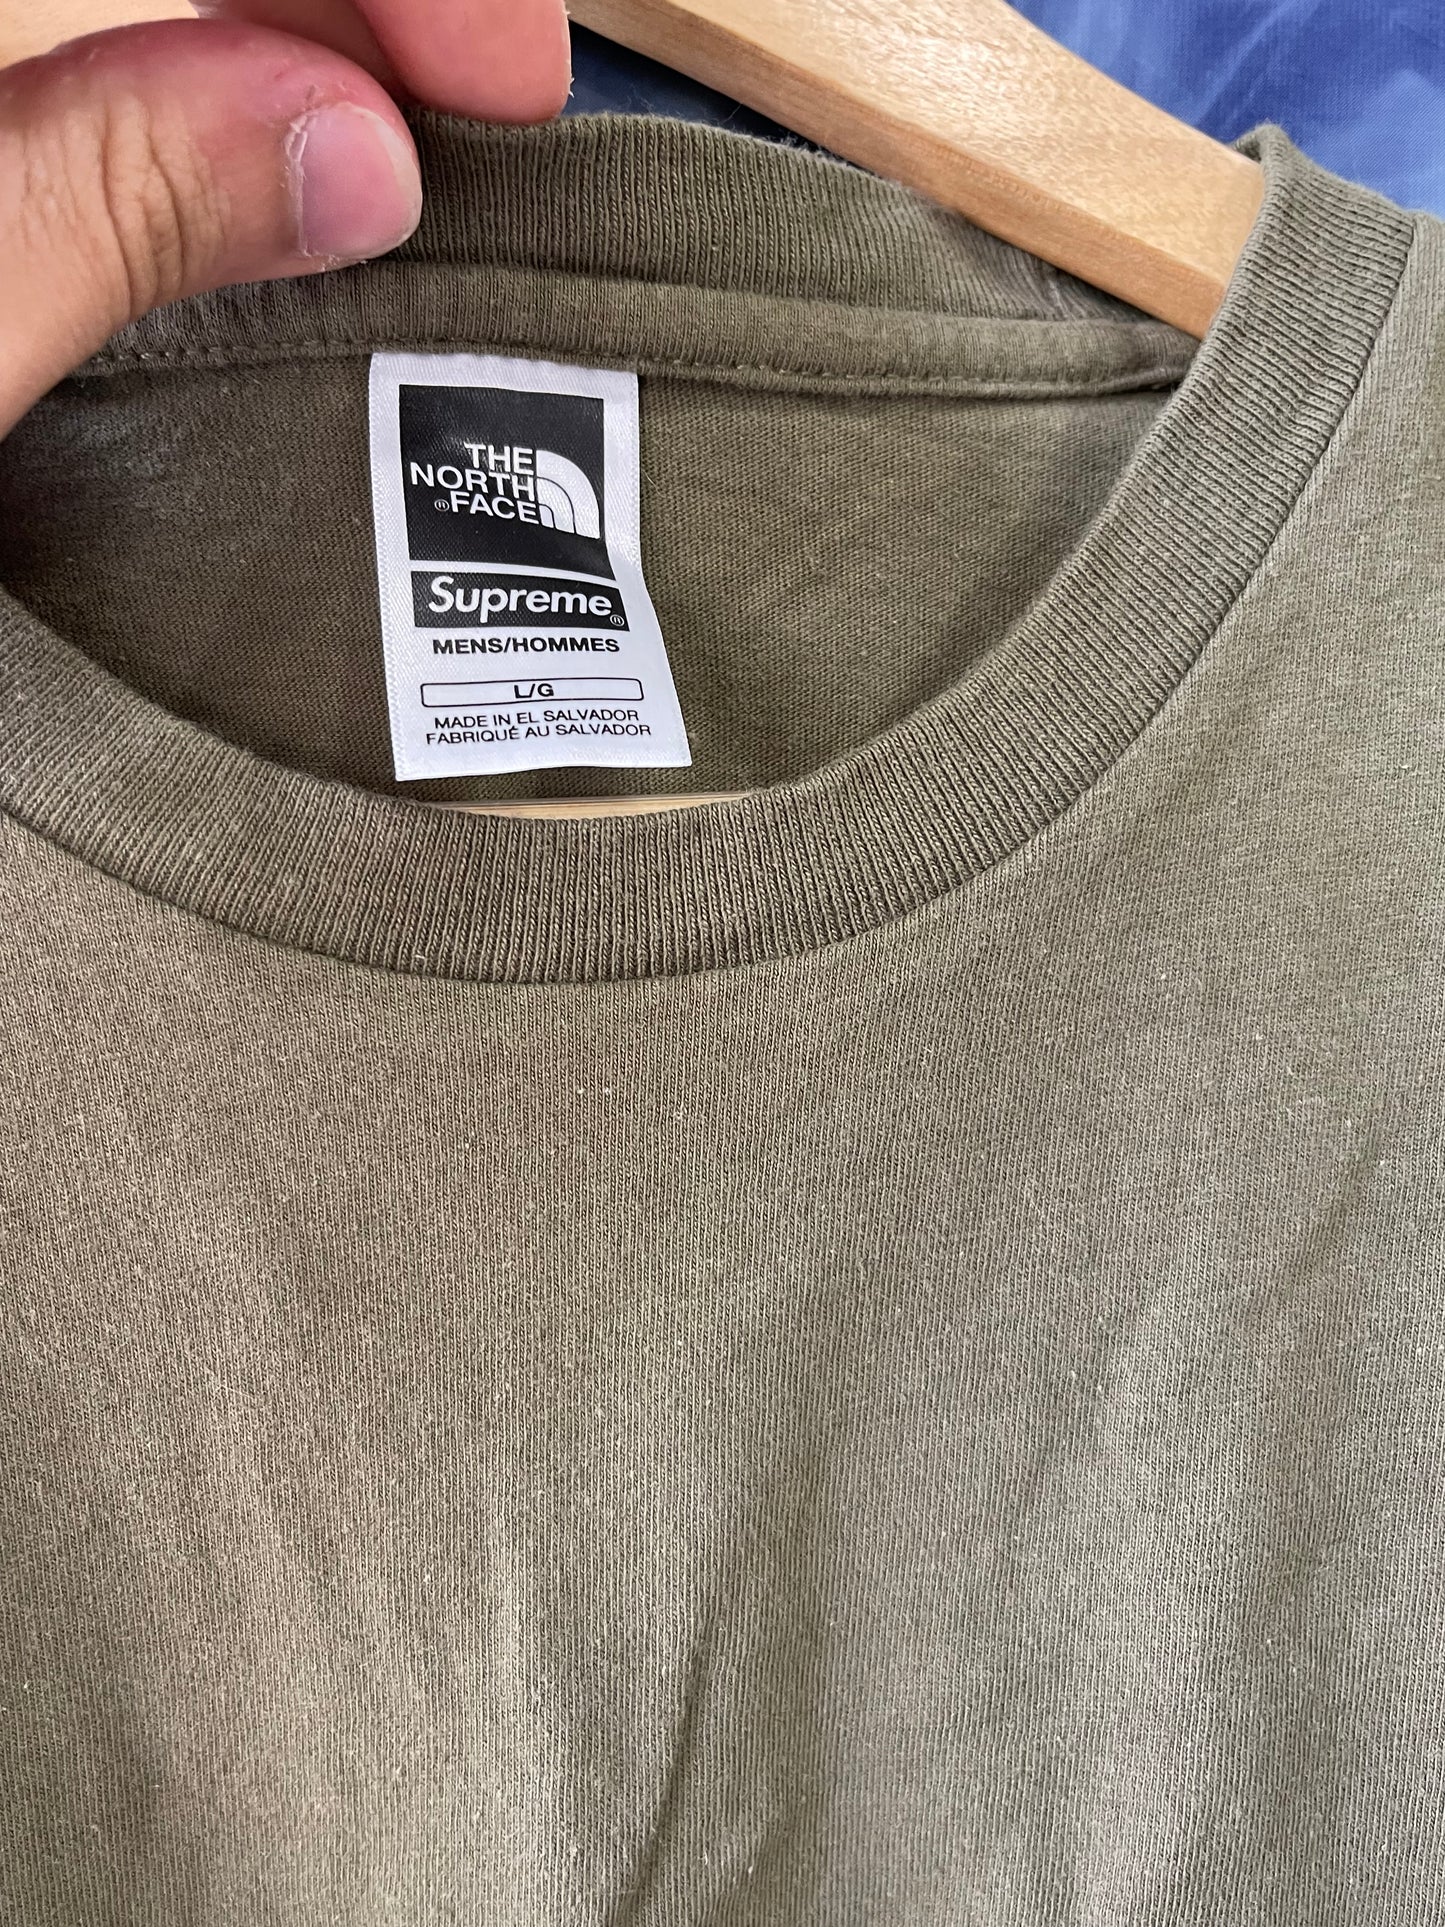 THE
NORTH
® FACE
Supreme®
MENS/HOMMES
L/G
MADE IN EL SALVADOR
FABRIQUÉ AU SALVADOR